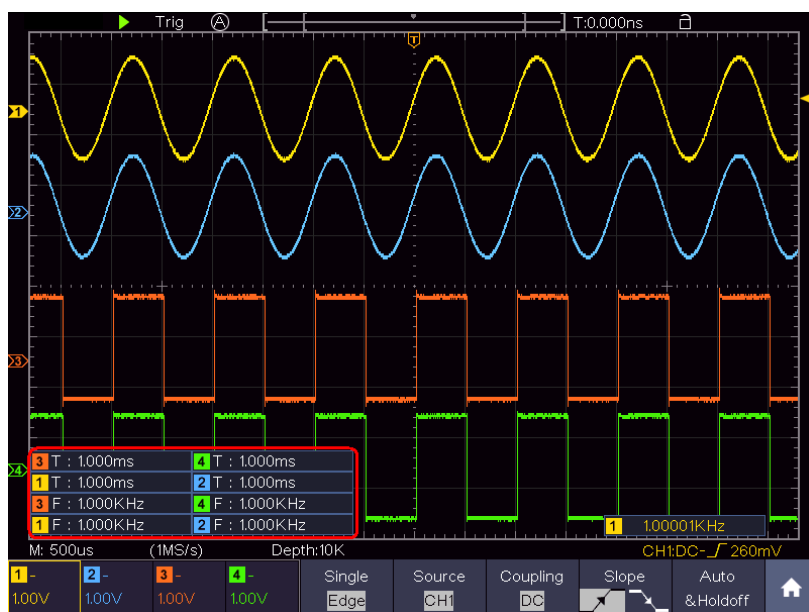 Trig A T:0.000ns
T
1
2
3
4
3 T : 1.000ms 4 T : 1.000ms
1 T : 1.000ms 2 T : 1.000ms
3 F : 1.000KHz 4 F : 1.000KHz
1 F : 1.000KHz 2 F : 1.000KHz
1 1.00001KHz
M: 500us (1MS/s) Depth:10K CH1:DC- 260mV
1 - 2 - 3 - 4 - Single Source Coupling Slope Auto
1.00V 1.00V 1.00V 1.00V Edge CH1 DC &Holdoff